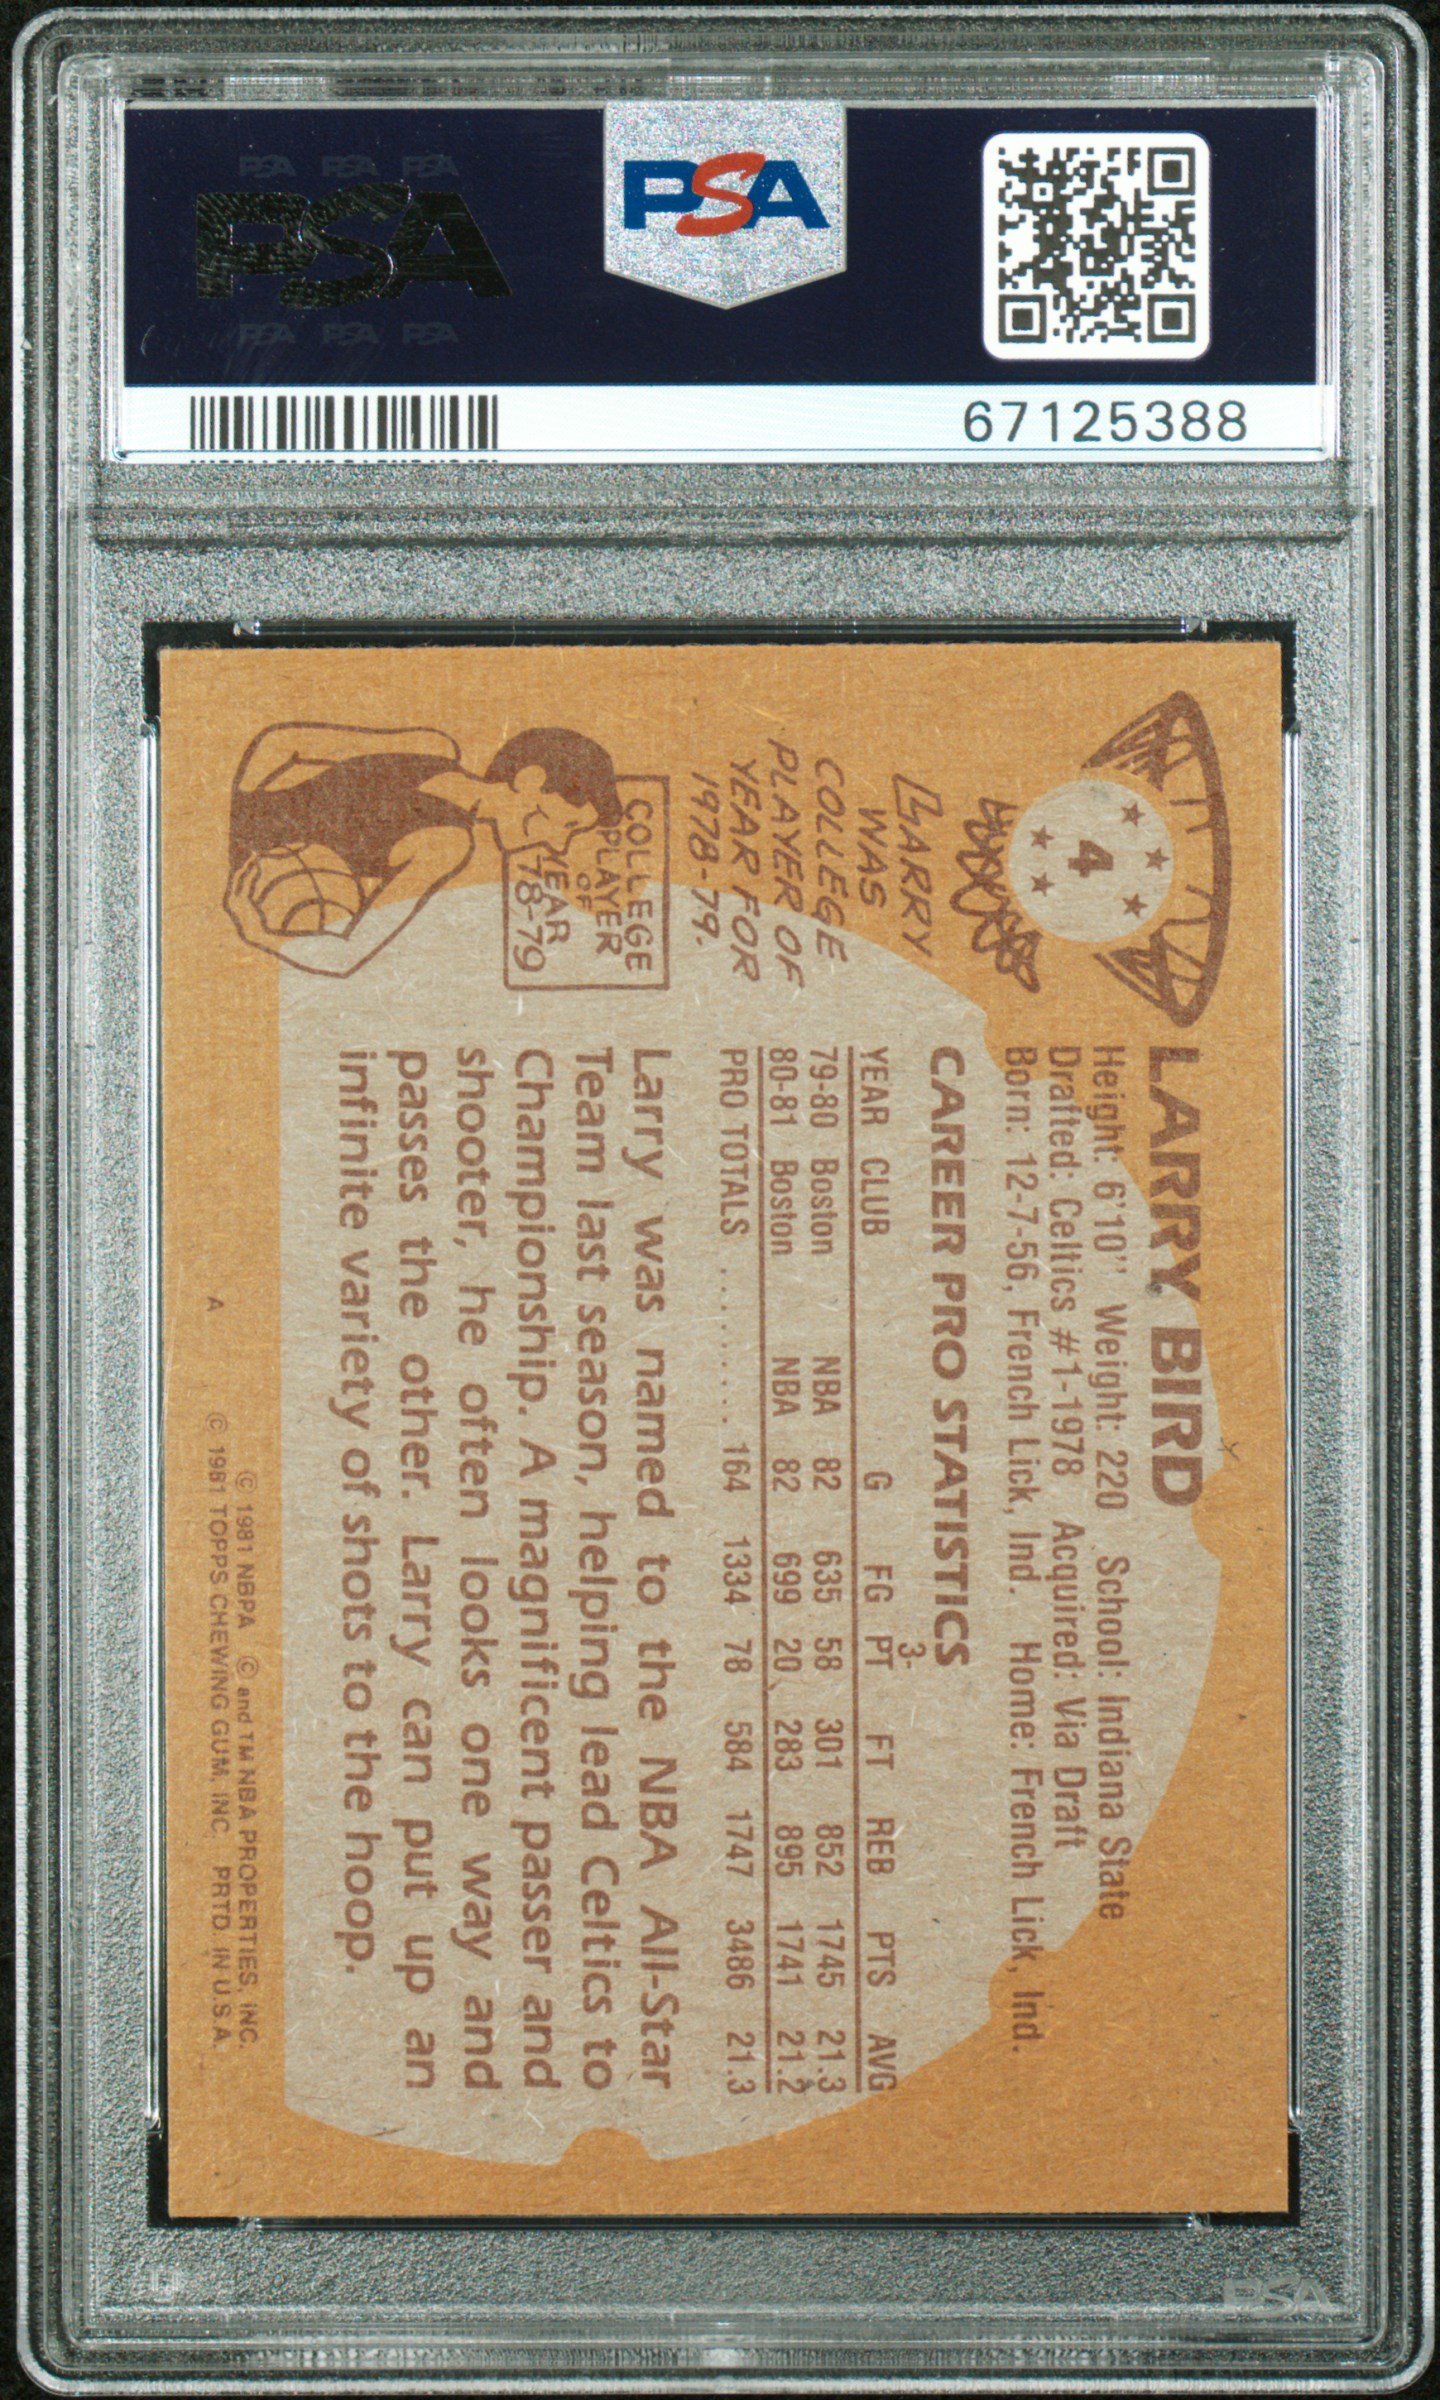 PSA PSA PSA
PSA
PSA PSA PSA
PSA
67125388
4
LARRY BIRD
Height: 6'10" Weight: 220 School: Indiana State
Drafted: Celtics #1-1978 Acquired: Via Draft
Born: 12-7-56, French Lick, Ind. Home: French Lick, Ind.
CAREER PRO STATISTICS
YEAR CLUB G FG 3-PT FT REB PTS AVG
79-80 Boston NBA 82 635 58 301 852 1745 21.3
80-81 Boston NBA 82 699 20 283 895 1741 21.2
PRO TOTALS ......... 164 1334 78 584 1747 3486 21.3
Larry was named to the NBA All-Star
Team last season, helping lead Celtics to
Championship. A magnificent passer and
shooter, he often looks one way and
passes the other. Larry can put up an
infinite variety of shots to the hoop.
LARRY
WAS
COLLEGE
PLAYER OF
YEAR FOR
1978-79.
COLLEGE
PLAYER
OF
YEAR
78-79
© 1981 NBPA © and TM NBA PROPERTIES, INC.
A © 1981 TOPPS CHEWING GUM, INC. PRTD. IN U.S.A.
PSA